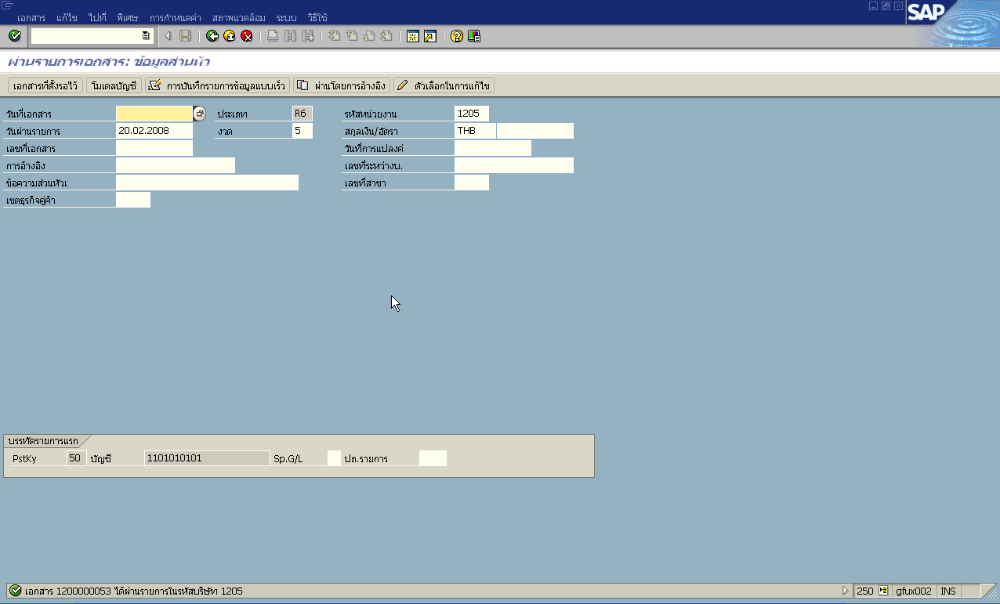 เอกสาร แก้ไข ไปที่ พิเศษ การกำหนดค่า สภาพแวดล้อม ระบบ วิธีใช้
SAP
ผ่านรายการเอกสาร: ข้อมูลส่วนหัว
เอกสารที่ตั้งรอไว้ โมเดลบัญชี การบันทึกรายการข้อมูลแบบเร็ว ผ่านโดยการอ้างอิง ตัวเลือกในการแก้ไข
วันที่เอกสาร ประเภท R6 รหัสหน่วยงาน 1205
วันผ่านรายการ 20.02.2008 งวด 5 สกุลเงิน/อัตรา THB
เลขที่เอกสาร วันที่การแปลงค่
การอ้างอิง เลขที่ระหว่างบ.
ข้อความส่วนหัวเ เลขที่สาขา
เขตธุรกิจคู่ค้า
บรรทัดรายการแรก
PstKy 50 บัญชี 1101010101 Sp.G/L ปภ.รายการ
เอกสาร 1200000053 ได้ผ่านรายการในรหัสบริษัท 1205 250 gfux002 INS